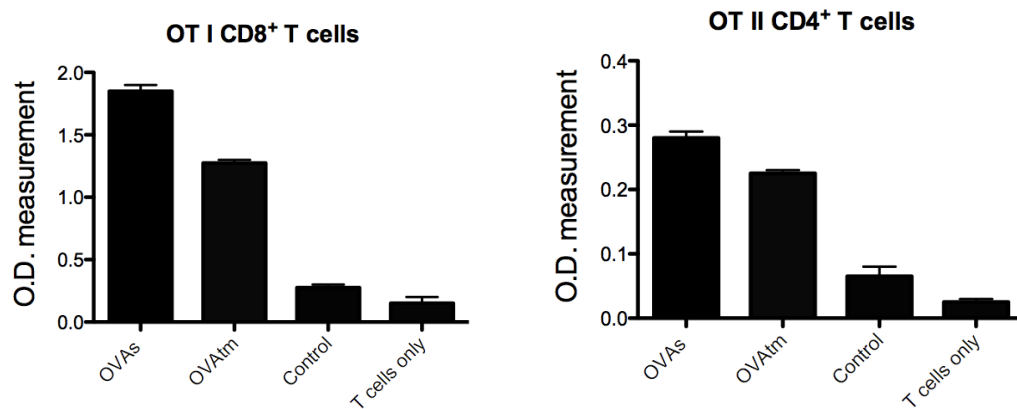 OT I CD8⁺ T cells
O.D. measurement
2.0
1.5
1.0
0.5
0.0
OVAs
OVAtm
Control
T cells only
OT II CD4⁺ T cells
O.D. measurement
0.4
0.3
0.2
0.1
0.0
OVAs
OVAtm
Control
T cells only